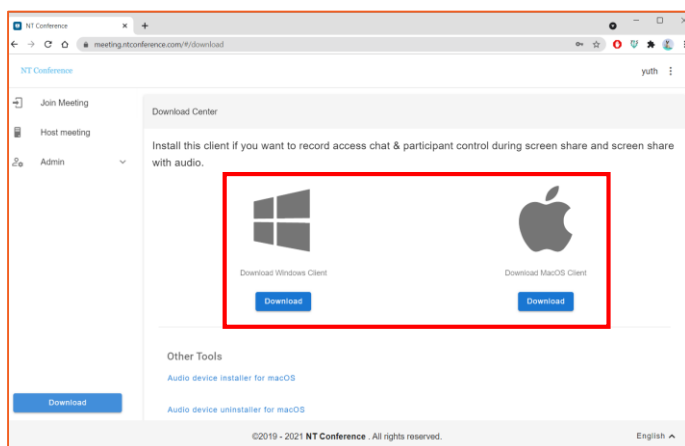 NT Conference
meeting.ntconference.com/#/download
NT Conference
yuth
Join Meeting
Host meeting
Admin
Download Center
Install this client if you want to record access chat & participant control during screen share and screen share
with audio.
Download Windows Client
Download MacOS Client
Download
Download
Other Tools
Audio device installer for macOS
Audio device uninstaller for macOS
Download
©2019 - 2021 NT Conference . All rights reserved.
English